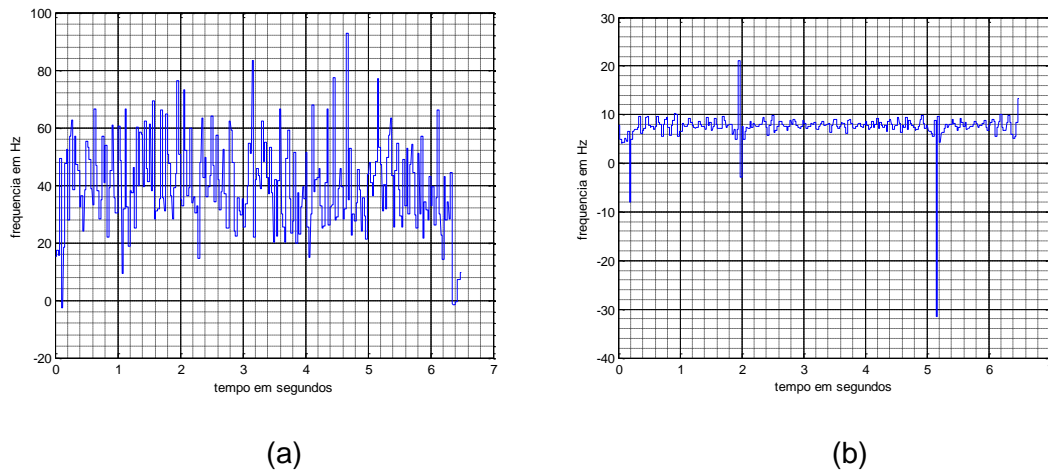 100
80
60
40
20
0
-20
0 1 2 3 4 5 6 7
frequencia em Hz
tempo em segundos
(a)
30
20
10
0
-10
-20
-30
-40
0 1 2 3 4 5 6
frequencia em Hz
tempo em segundos
(b)